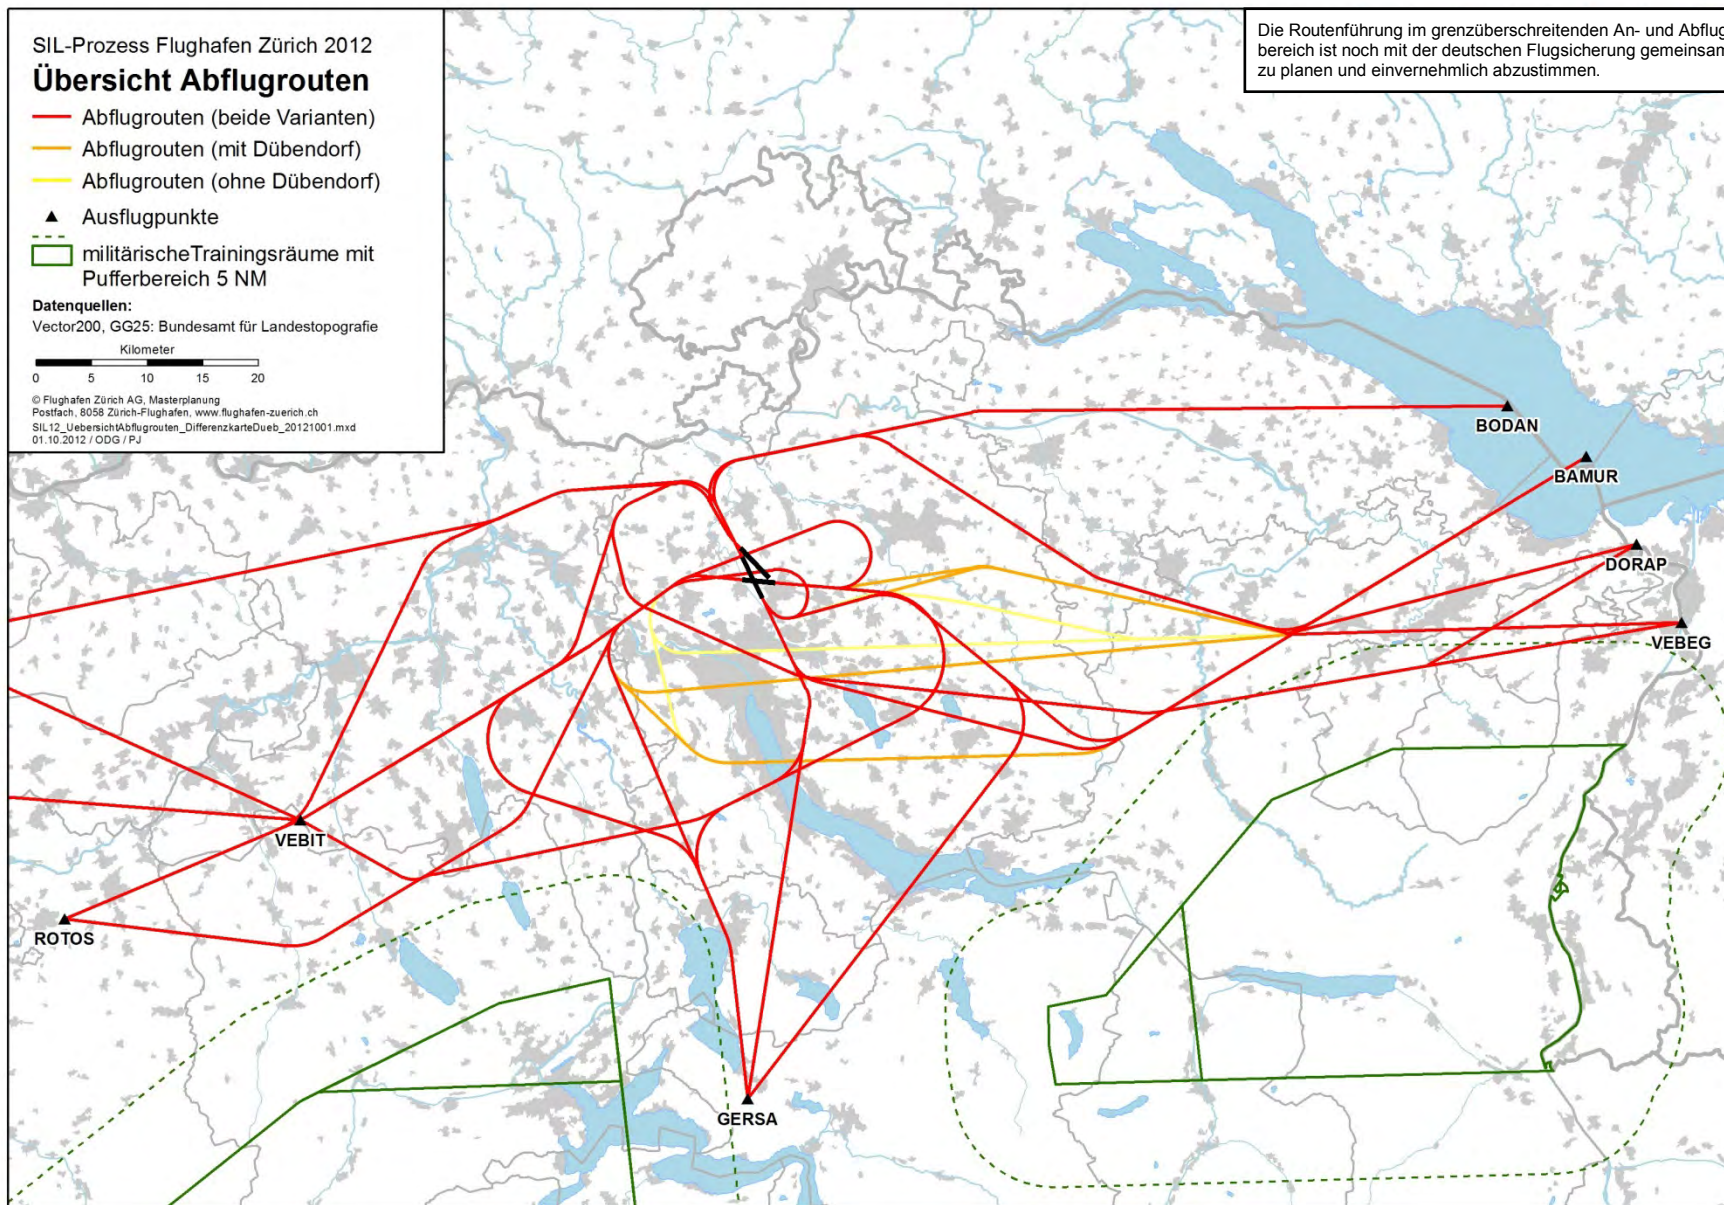 SIL-Prozess Flughafen Zürich 2012
Übersicht Abflugrouten
Abflugrouten (beide Varianten)
Abflugrouten (mit Dübendorf)
Abflugrouten (ohne Dübendorf)
Ausflugpunkte
militärischeTrainingsräume mit
Pufferbereich 5 NM
Datenquellen:
Vector200, GG25: Bundesamt für Landestopografie
Kilometer
0 5 10 15 20
© Flughafen Zürich AG, Masterplanung
Postfach, 8058 Zürich-Flughafen, www.flughafen-zuerich.ch
SIL12_UebersichtAbflugrouten_DifferenzkarteDueb_20121001.mxd
01.10.2012 / ODG / PJ
Die Routenführung im grenzüberschreitenden An- und Abflug
bereich ist noch mit der deutschen Flugsicherung gemeinsam
zu planen und einvernehmlich abzustimmen.
BODAN
BAMUR
DORAP
VEBEG
VEBIT
ROTOS
GERSA